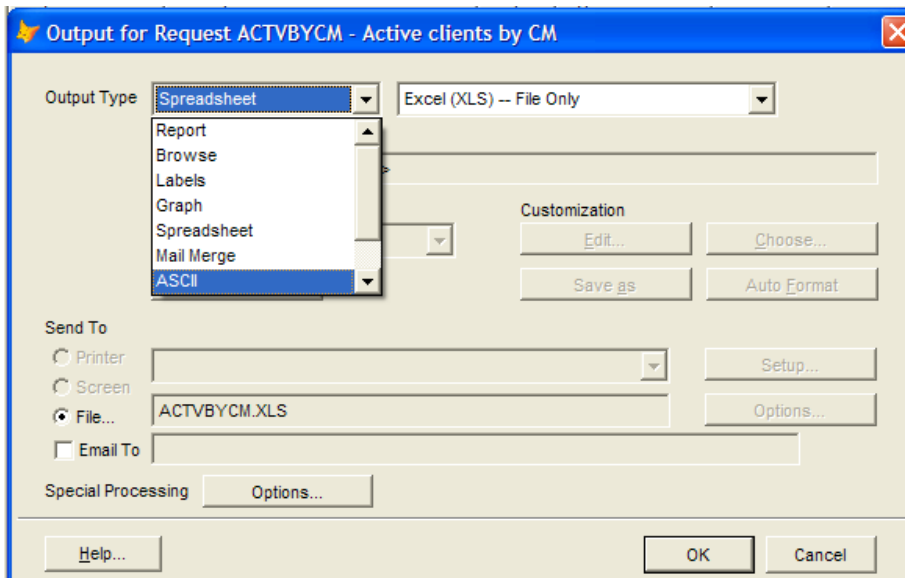 Output for Request ACTVBYCM - Active clients by CM
Output Type Spreadsheet Excel (XLS) -- File Only
Report
Browse
>
Labels
Graph
Customization
Spreadsheet
Edit... Choose...
Mail Merge
ASCII
Save as Auto Format
Send To
Printer
Setup...
Screen
File... ACTVBYCM.XLS Options...
Email To
Special Processing Options...
Help... OK Cancel